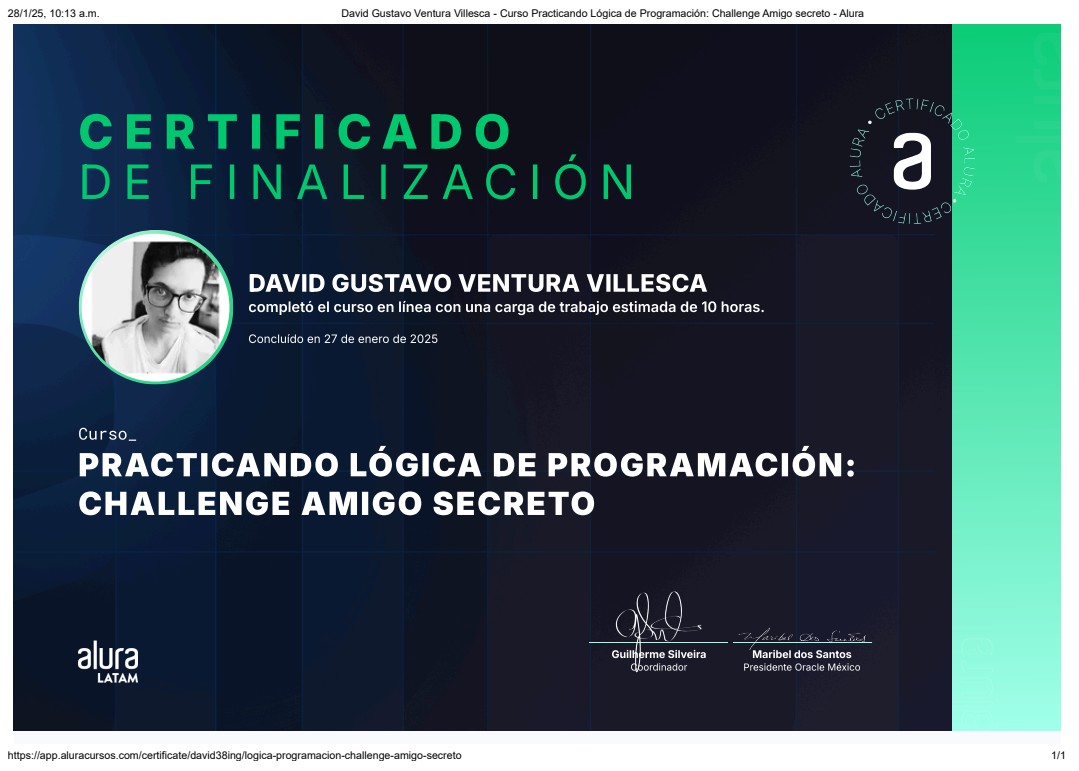 28/1/25, 10:13 a.m.
David Gustavo Ventura Villesca - Curso Practicando Lógica de Programación: Challenge Amigo secreto - Alura
CERTIFICADO
DE FINALIZACIÓN
CERTIFICADO ALURA • CERTIFICADO ALURA •
a
DAVID GUSTAVO VENTURA VILLESCA
completó el curso en línea con una carga de trabajo estimada de 10 horas.
Concluído en 27 de enero de 2025
Curso_
PRACTICANDO LÓGICA DE PROGRAMACIÓN:
CHALLENGE AMIGO SECRETO
alura
LATAM
Maribel dos Santos
Guilherme Silveira
Coordinador
Maribel dos Santos
Presidente Oracle México
https://app.aluracursos.com/certificate/david38ing/logica-programacion-challenge-amigo-secreto
1/1